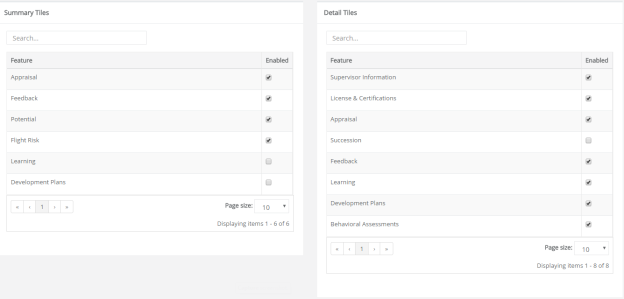 Summary Tiles
Search...
Feature Enabled
Appraisal
Feedback
Potential
Flight Risk
Learning
Development Plans
« ‹ 1 › » Page size: 10
Displaying items 1 - 6 of 6
Detail Tiles
Search...
Feature Enabled
Supervisor Information
License & Certifications
Appraisal
Succession
Feedback
Learning
Development Plans
Behavioral Assessments
« ‹ 1 › » Page size: 10
Displaying items 1 - 8 of 8